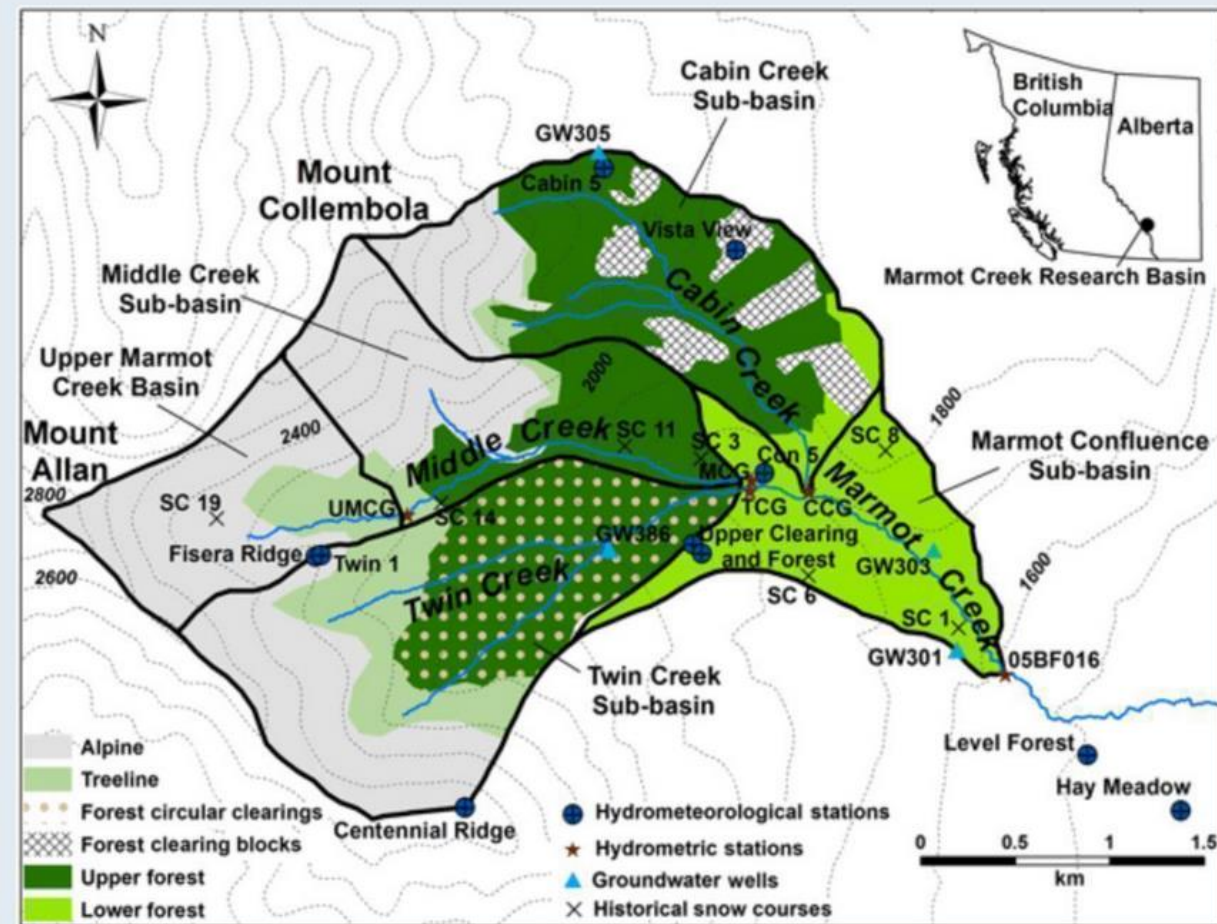 N
Cabin Creek
Sub-basin
British
Columbia
Alberta
Marmot Creek Research Basin
GW305
Cabin 5
Mount
Collembola
Vista View
Middle Creek
Sub-basin
Cabin Creek
Upper Marmot
Creek Basin
2000
2400
1800
Mount
Allan
2800
Middle Creek
SC 11
SC 3
Con 5
SC 8
Marmot Confluence
Sub-basin
SC 19
UMCG
SC 14
MCG
TCG
CCG
Marmot Creek
Fisera Ridge
Twin 1
GW386
Upper Clearing
and Forest
GW303
2600
1600
Twin Creek
SC 6
SC 1
GW301
05BF016
Twin Creek
Sub-basin
Level Forest
Hay Meadow
Centennial Ridge
Alpine
Treeline
Forest circular clearings
Forest clearing blocks
Upper forest
Lower forest
Hydrometeorological stations
Hydrometric stations
Groundwater wells
Historical snow courses
0 0.5 1 1.5
km